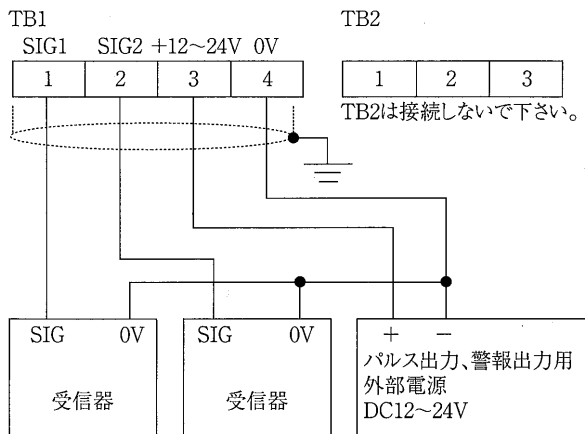 TB1
TB2
SIG1 SIG2 +12～24V 0V
1 2 3 4
1 2 3
TB2は接続しないで下さい。
SIG 0V
受信器
SIG 0V
受信器
+ −
パルス出力、警報出力用
外部電源
DC12～24V